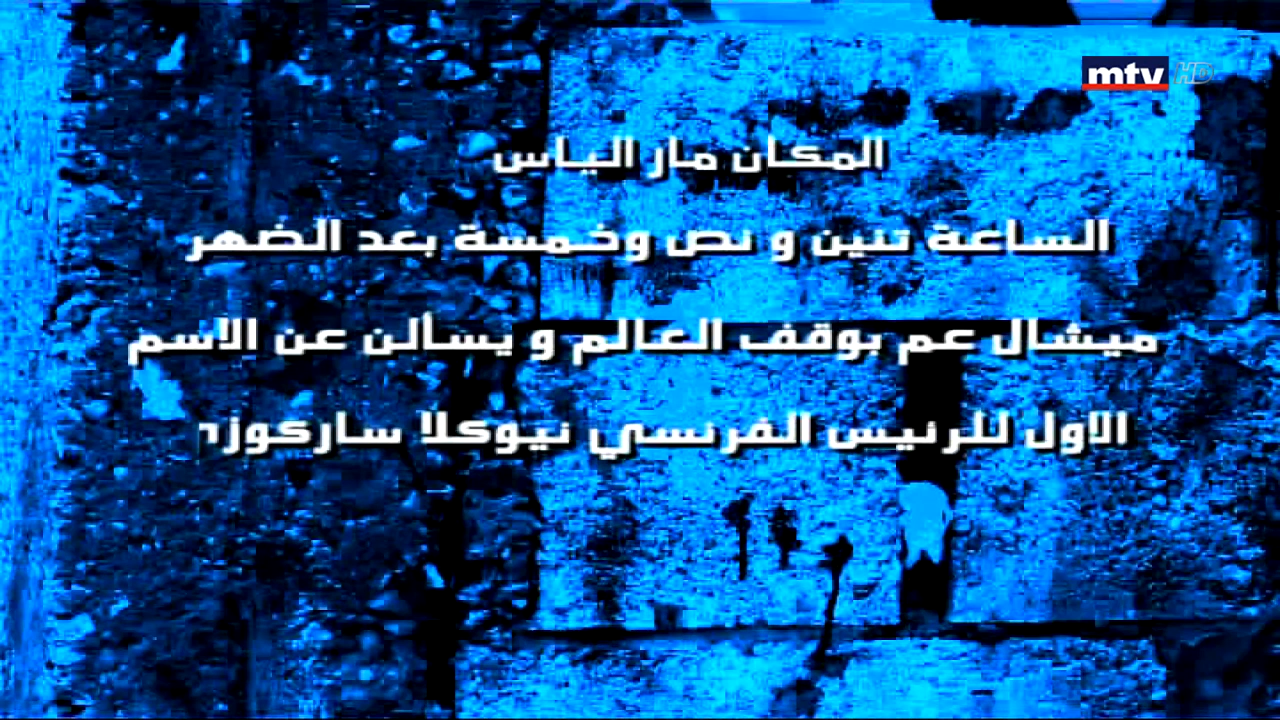 mtv HD
المكان مار الياس
الساعة تنين و نص وخمسة بعد الضهر
ميشال عم بوقف العالم و يسألن عن الاسم
الاول للرئيس الفرنسي نيوكلا